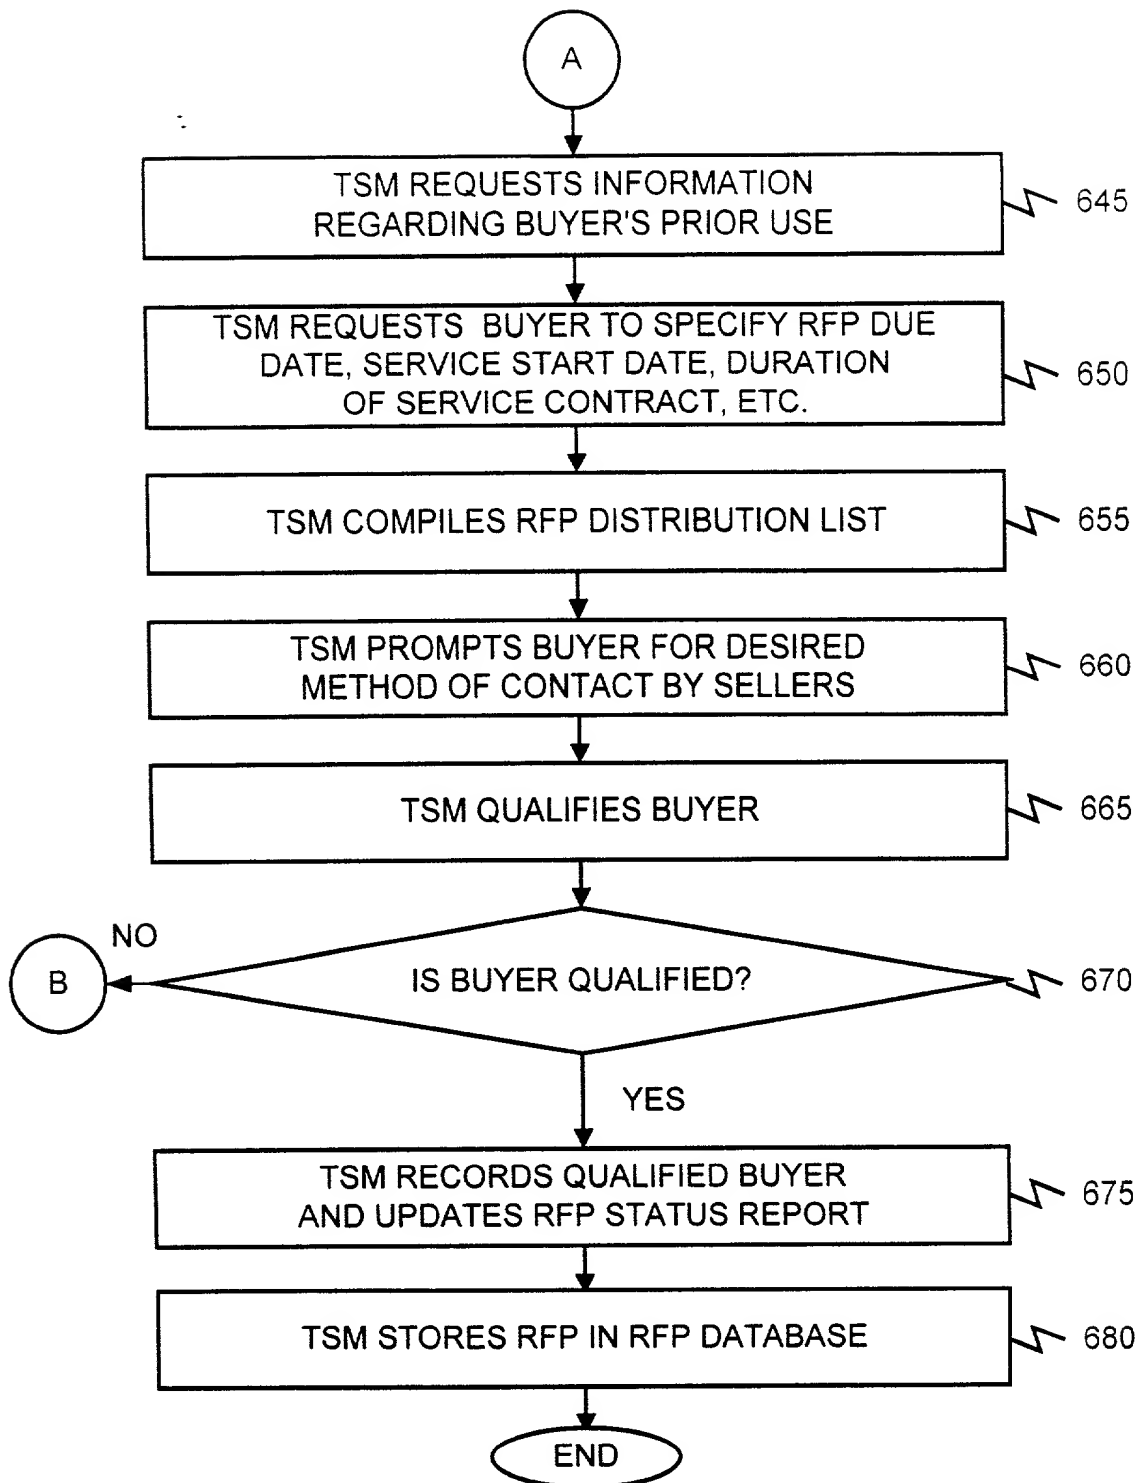 A
TSM REQUESTS INFORMATION
REGARDING BUYER'S PRIOR USE
645
TSM REQUESTS BUYER TO SPECIFY RFP DUE
DATE, SERVICE START DATE, DURATION
OF SERVICE CONTRACT, ETC.
650
TSM COMPILES RFP DISTRIBUTION LIST
655
TSM PROMPTS BUYER FOR DESIRED
METHOD OF CONTACT BY SELLERS
660
TSM QUALIFIES BUYER
665
NO
B
IS BUYER QUALIFIED?
670
YES
TSM RECORDS QUALIFIED BUYER
AND UPDATES RFP STATUS REPORT
675
TSM STORES RFP IN RFP DATABASE
680
END